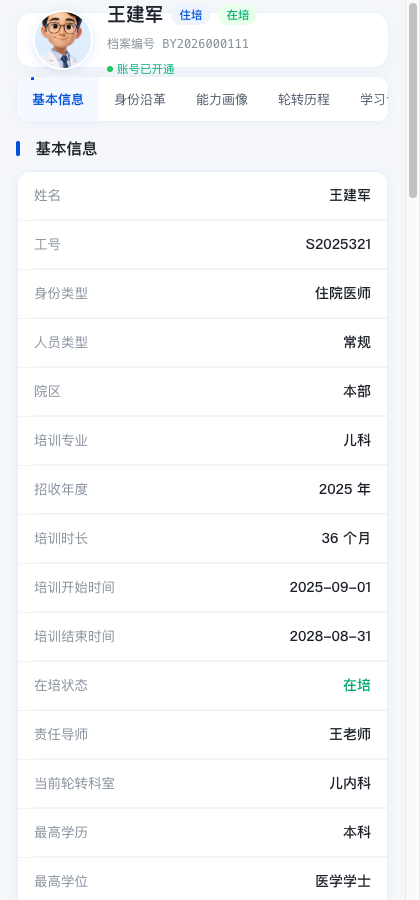 王建军 住培 在培
档案编号 BY2026000111
账号已开通
基本信息 身份沿革 能力画像 轮转历程 学习
基本信息
姓名 王建军
工号 S2025321
身份类型 住院医师
人员类型 常规
院区 本部
培训专业 儿科
招收年度 2025 年
培训时长 36 个月
培训开始时间 2025-09-01
培训结束时间 2028-08-31
在培状态 在培
责任导师 王老师
当前轮转科室 儿内科
最高学历 本科
最高学位 医学学士